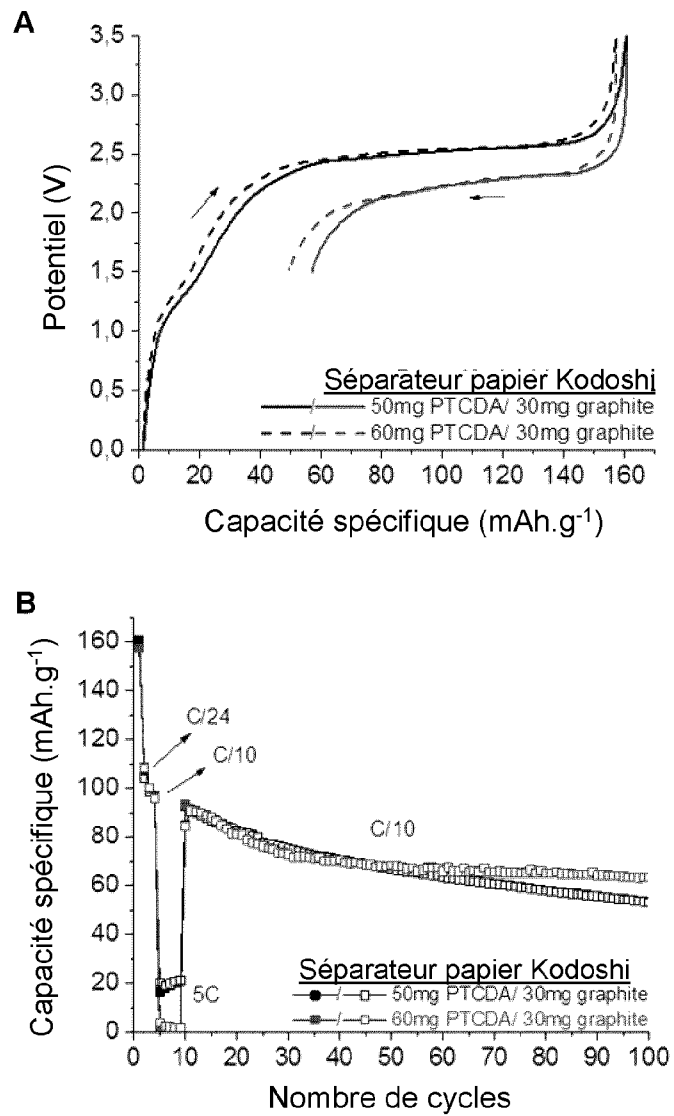 A
3,5
3,0
2,5
2,0
1,5
1,0
0,5
0,0
Potentiel (V)
Séparateur papier Kodoshi
50mg PTCDA/ 30mg graphite
60mg PTCDA/ 30mg graphite
0 20 40 60 80 100 120 140 160
Capacité spécifique (mAh.g-1)
B
160
140
120
100
80
60
40
20
0
Capacité spécifique (mAh.g-1)
C/24
C/10
C/10
5C
Séparateur papier Kodoshi
50mg PTCDA/ 30mg graphite
60mg PTCDA/ 30mg graphite
0 10 20 30 40 50 60 70 80 90 100
Nombre de cycles